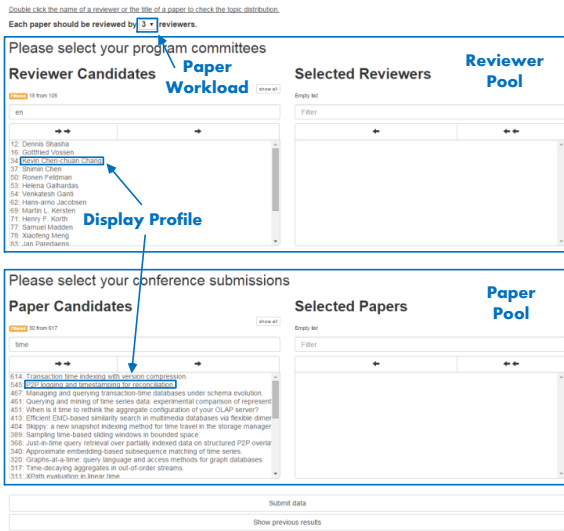 Double click the name of a reviewer or the title of a paper to check the topic distribution.
Each paper should be reviewed by 3 reviewers.
Please select your program committees
Reviewer Candidates
Paper Workload
Selected Reviewers
Reviewer Pool
Filtered 16 from 105
show all
Empty list
en
Filter
12: Dennis Shasha
16: Gottfried Vossen
34: Kevin Chen-chuan Chang
37: Shimin Chen
50: Ronen Feldman
53: Helena Galhardas
54: Venkatesh Ganti
62: Hans-arno Jacobsen
69: Martin L. Kersten
71: Henry F. Korth
77: Samuel Madden
78: Xiaofeng Meng
83: Jan Paredaens
Display Profile
Please select your conference submissions
Paper Candidates
Selected Papers
Paper Pool
show all
Filtered 30 from 617
Empty list
time
Filter
614: Transaction time indexing with version compression.
545: P2P logging and timestamping for reconciliation.
467: Managing and querying transaction-time databases under schema evolution.
461: Querying and mining of time series data: experimental comparison of represent
451: When is it time to rethink the aggregate configuration of your OLAP server?
413: Efficient EMD-based similarity search in multimedia databases via flexible dimer
404: Skippy: a new snapshot indexing method for time travel in the storage manager
389: Sampling time-based sliding windows in bounded space.
368: Just-in-time query retrieval over partially indexed data on structured P2P overla
340: Approximate embedding-based subsequence matching of time series.
320: Graphs-at-a-time: query language and access methods for graph databases.
317: Time-decaying aggregates in out-of-order streams.
311: XPath evaluation in linear time
Submit data
Show previous results